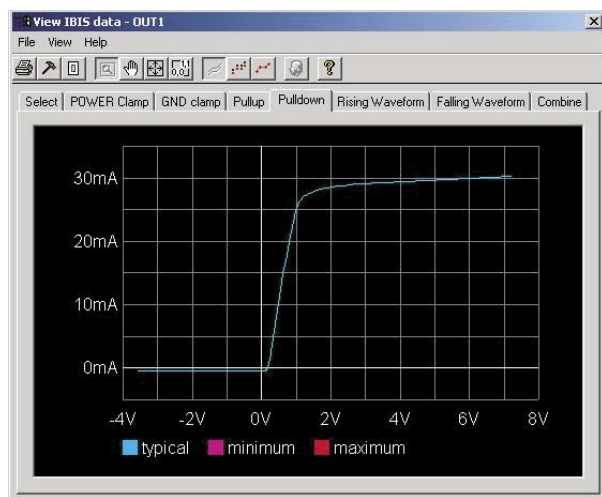 View IBIS data - OUT1
File View Help
Select POWER Clamp GND clamp Pullup Pulldown Rising Waveform Falling Waveform Combine
30mA
20mA
10mA
0mA
-4V -2V 0V 2V 4V 6V 8V
typical minimum maximum